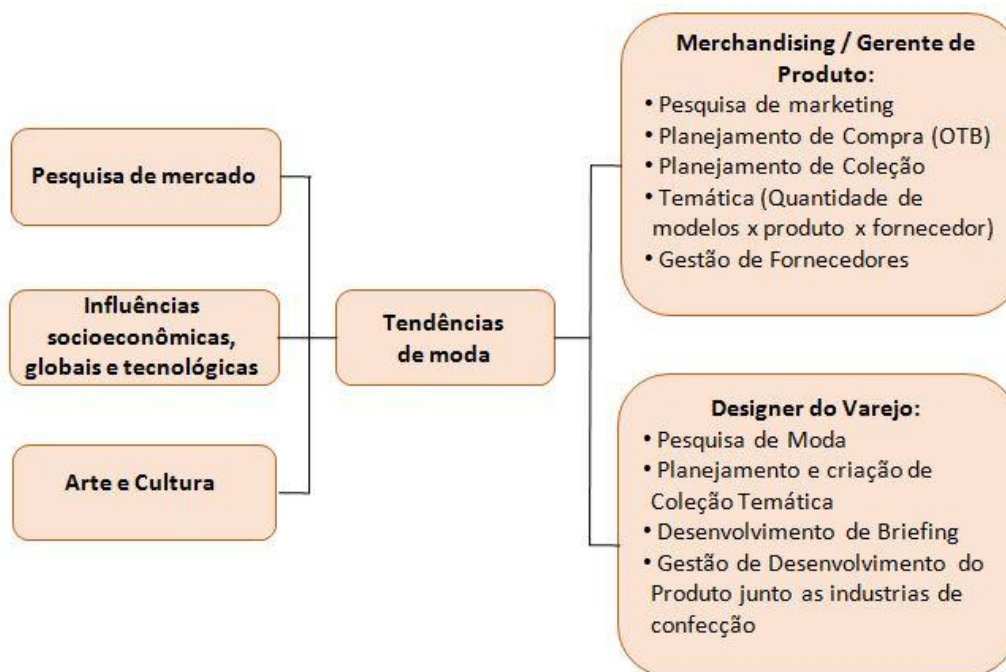 Pesquisa de mercado
Influências
socioeconômicas,
globais e tecnológicas
Arte e Cultura
Tendências
de moda
Merchandising / Gerente de
Produto:
• Pesquisa de marketing
• Planejamento de Compra (OTB)
• Planejamento de Coleção
• Temática (Quantidade de
modelos x produto x fornecedor)
• Gestão de Fornecedores
Designer do Varejo:
• Pesquisa de Moda
• Planejamento e criação de
Coleção Temática
• Desenvolvimento de Briefing
• Gestão de Desenvolvimento do
Produto junto as industrias de
confecção